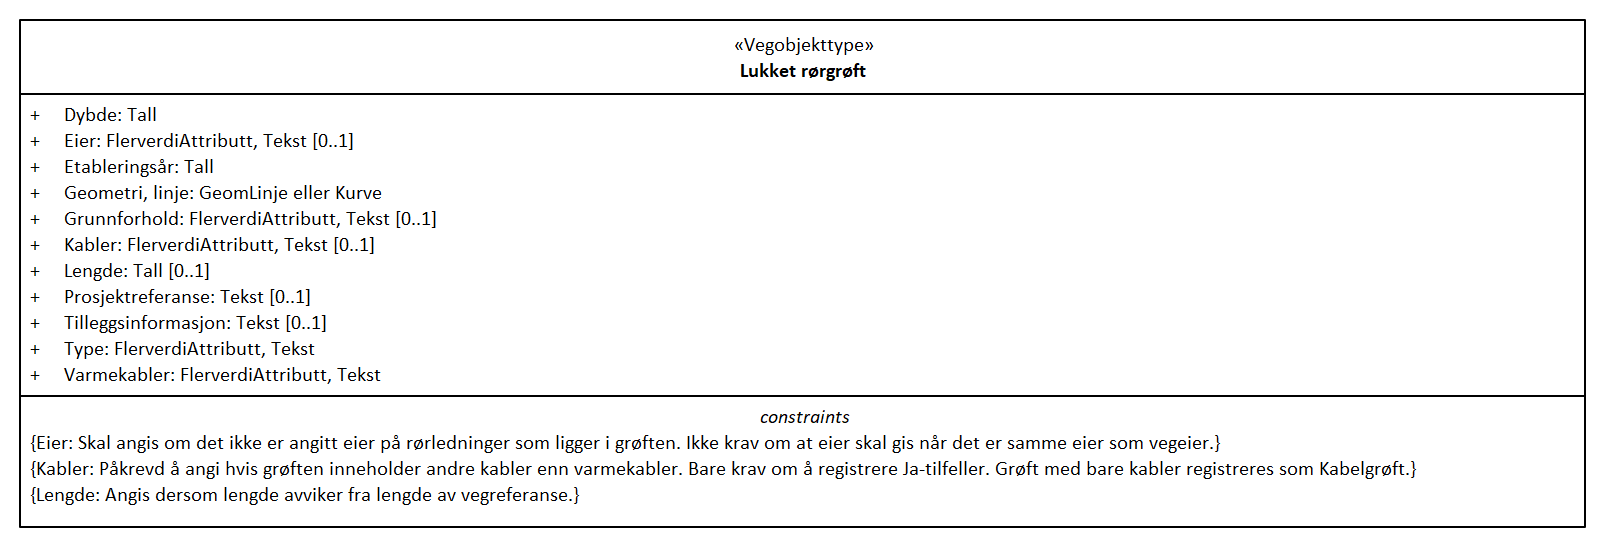 «Vegobjekttype»
Lukket rørgrøft
+ Dybde: Tall
+ Eier: FlerverdiAttributt, Tekst [0..1]
+ Etableringsår: Tall
+ Geometri, linje: GeomLinje eller Kurve
+ Grunnforhold: FlerverdiAttributt, Tekst [0..1]
+ Kabler: FlerverdiAttributt, Tekst [0..1]
+ Lengde: Tall [0..1]
+ Prosjektreferanse: Tekst [0..1]
+ Tilleggsinformasjon: Tekst [0..1]
+ Type: FlerverdiAttributt, Tekst
+ Varmekabler: FlerverdiAttributt, Tekst
constraints
{Eier: Skal angis om det ikke er angitt eier på rørledninger som ligger i grøften. Ikke krav om at eier skal gis når det er samme eier som vegeier.}
{Kabler: Påkrevd å angi hvis grøften inneholder andre kabler enn varmekabler. Bare krav om å registrere Ja-tilfeller. Grøft med bare kabler registreres som Kabelgrøft.}
{Lengde: Angis dersom lengde avviker fra lengde av vegreferanse.}